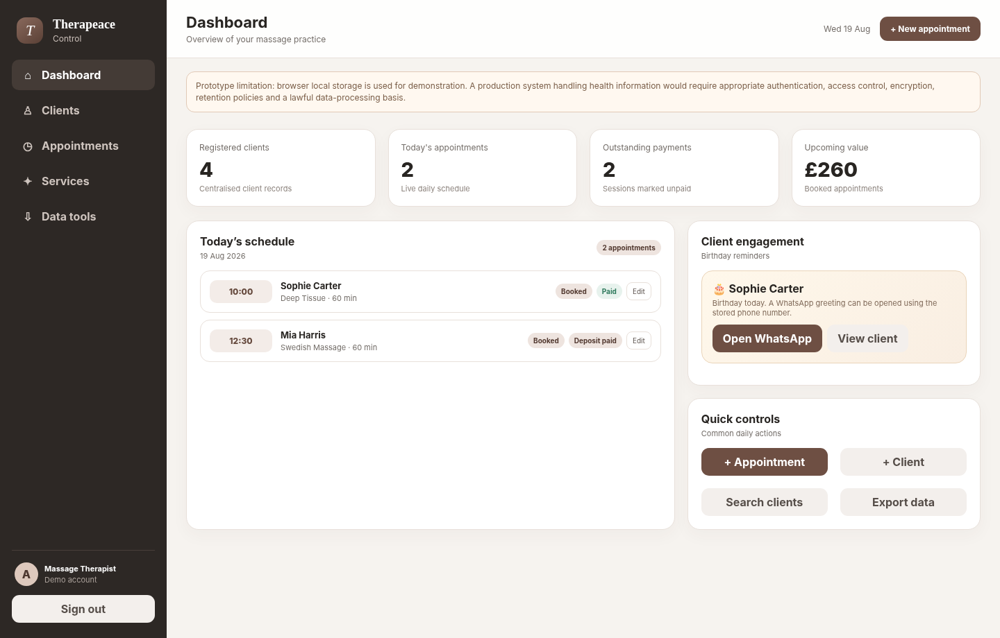 T
Therapeace
Control
Dashboard
Clients
Appointments
Services
Data tools
A
Massage Therapist
Demo account
Sign out
Dashboard
Overview of your massage practice
Wed 19 Aug
+ New appointment
Prototype limitation: browser local storage is used for demonstration. A production system handling health information would require appropriate authentication, access control, encryption,
retention policies and a lawful data-processing basis.
Registered clients
4
Centralised client records
Today's appointments
2
Live daily schedule
Outstanding payments
2
Sessions marked unpaid
Upcoming value
£260
Booked appointments
Today’s schedule
19 Aug 2026
2 appointments
10:00
Sophie Carter
Deep Tissue · 60 min
Booked
Paid
Edit
12:30
Mia Harris
Swedish Massage · 60 min
Booked
Deposit paid
Edit
Client engagement
Birthday reminders
🎂 Sophie Carter
Birthday today. A WhatsApp greeting can be opened using the
stored phone number.
Open WhatsApp
View client
Quick controls
Common daily actions
+ Appointment
+ Client
Search clients
Export data